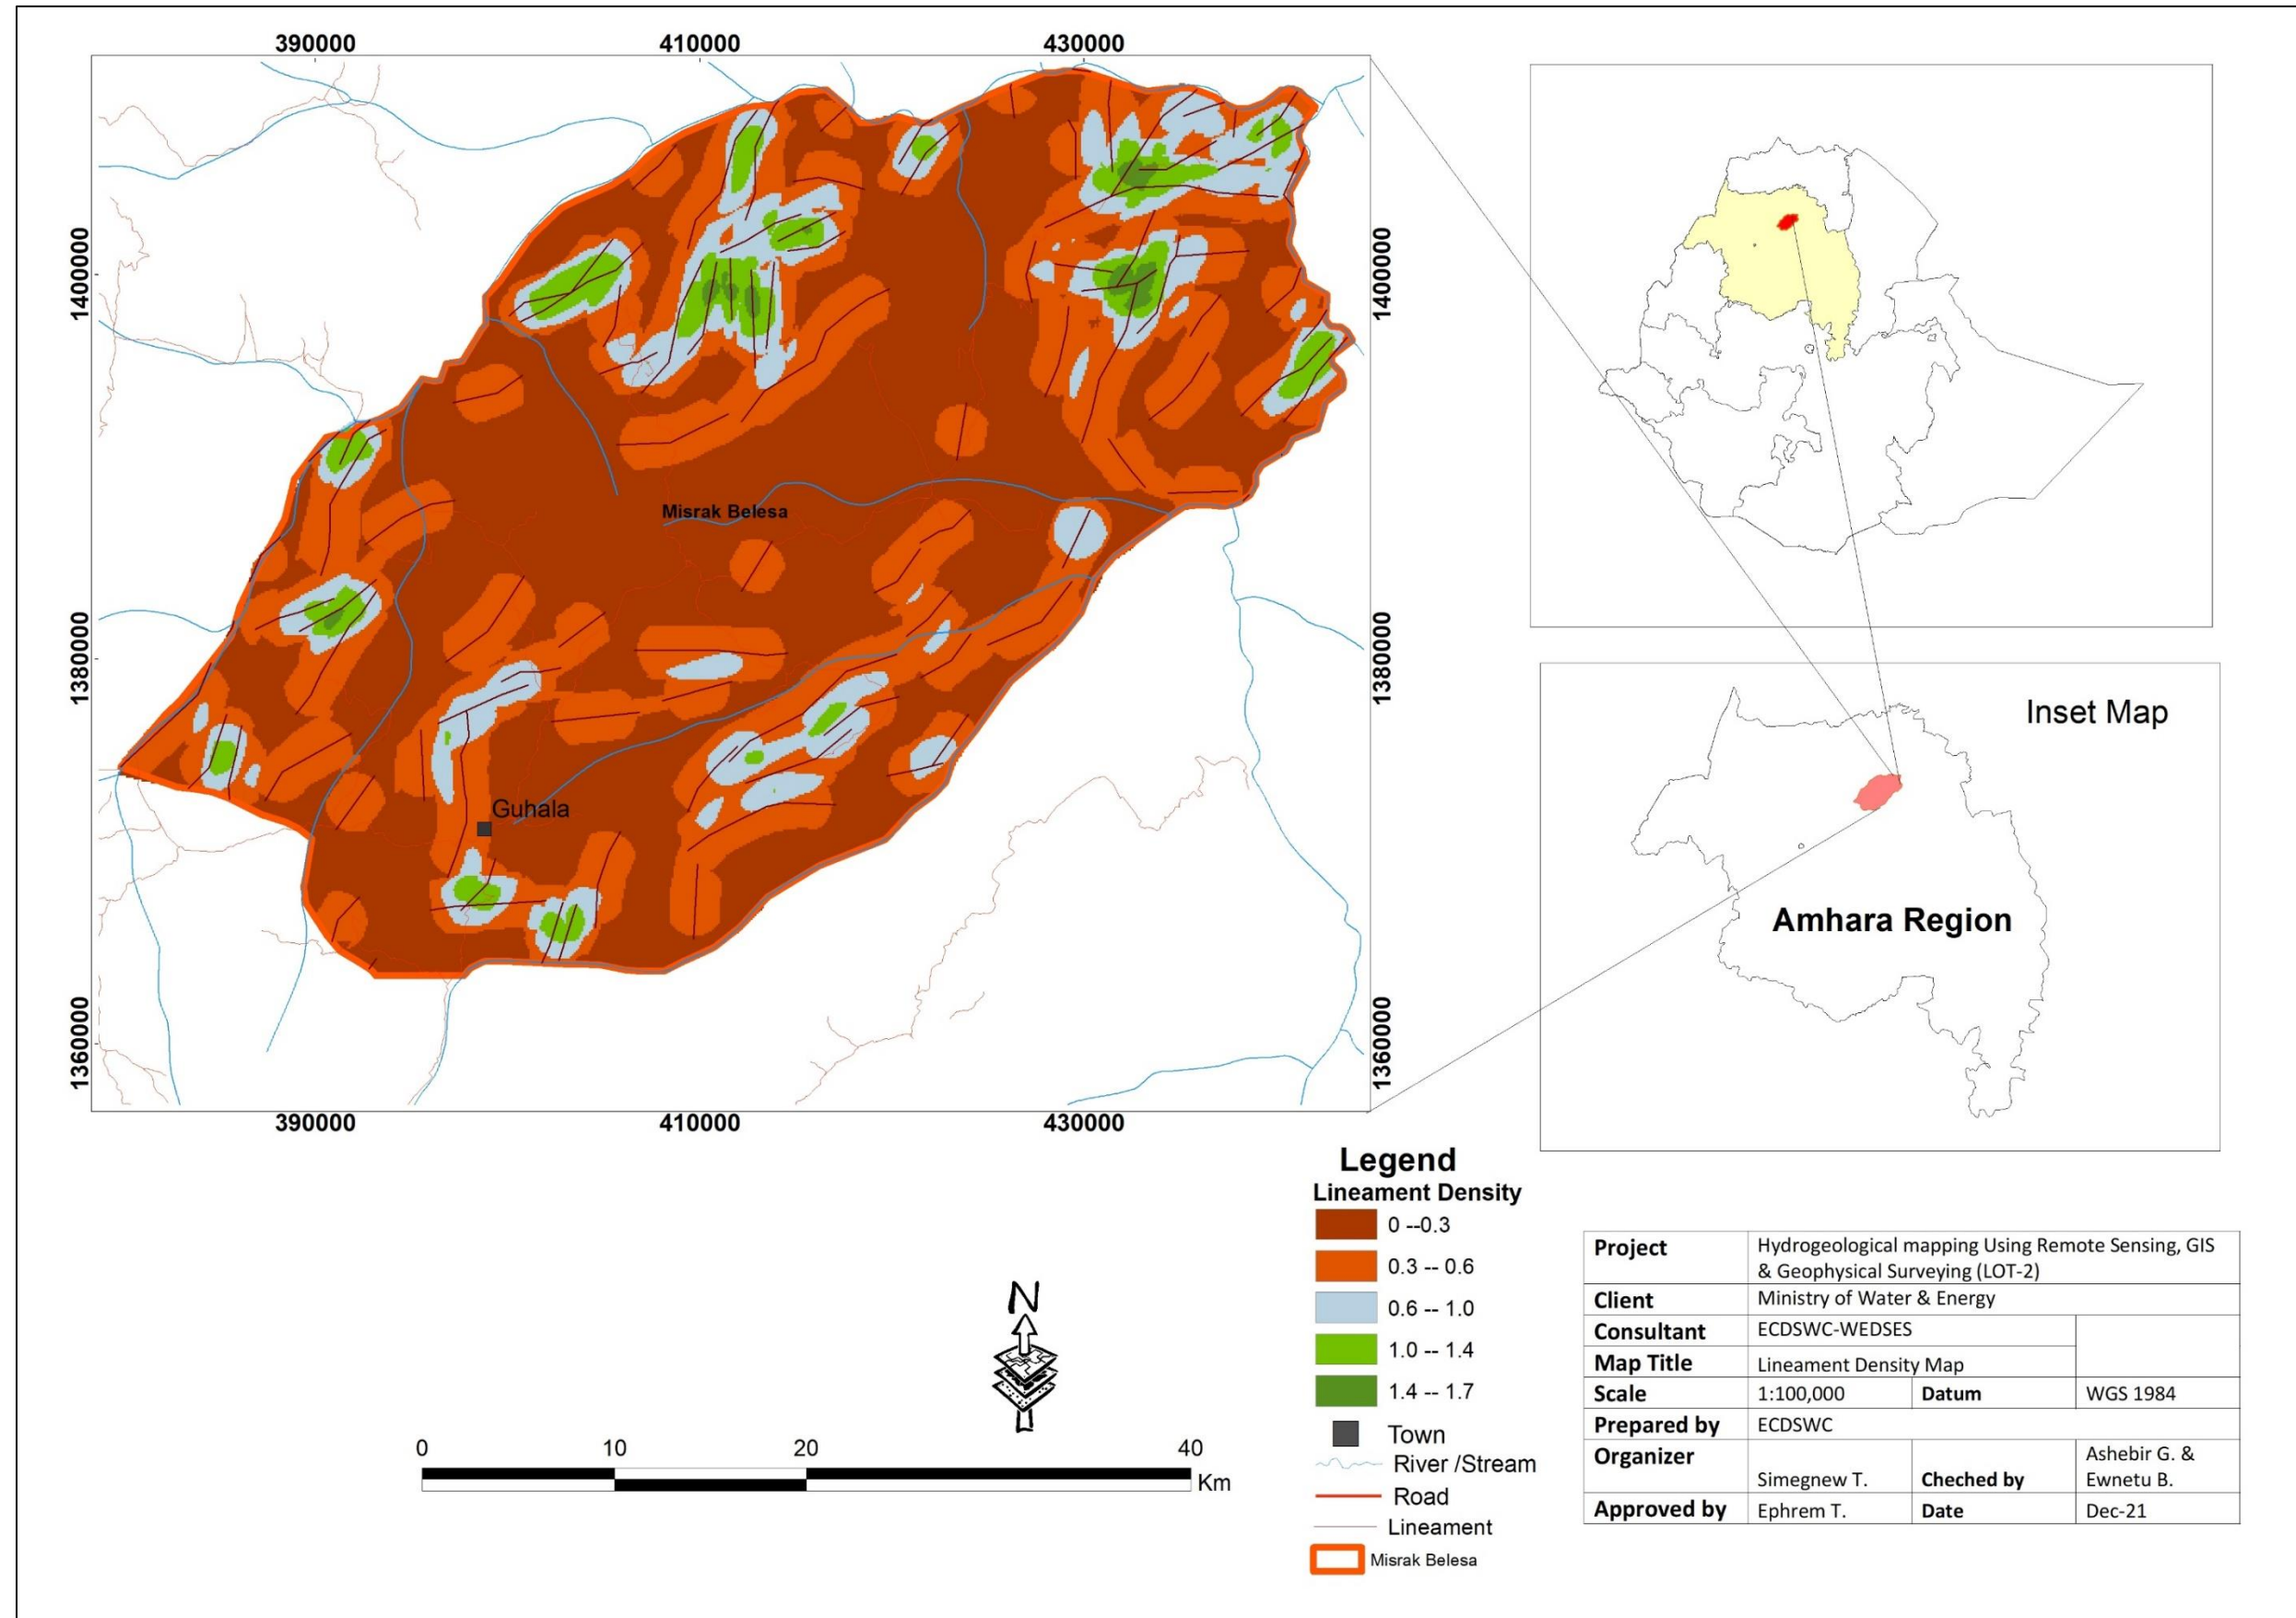 390000 410000 430000
1400000 1400000
1380000 1380000
1360000 1360000
Misrak Belesa
Guhala
390000 410000 430000
Inset Map
Amhara Region
Legend
Lineament Density
0 --0.3
0.3 -- 0.6
0.6 -- 1.0
1.0 -- 1.4
1.4 -- 1.7
Town
River /Stream
Road
Lineament
Misrak Belesa
N
0 10 20 40
Km
Project Hydrogeological mapping Using Remote Sensing, GIS
& Geophysical Surveying (LOT-2)
Client Ministry of Water & Energy
Consultant ECDSWC-WEDSES
Map Title Lineament Density Map
Scale 1:100,000 Datum WGS 1984
Prepared by ECDSWC
Organizer Simegnew T. Cheched by Ashebir G. &
Ewnetu B.
Approved by Ephrem T. Date Dec-21